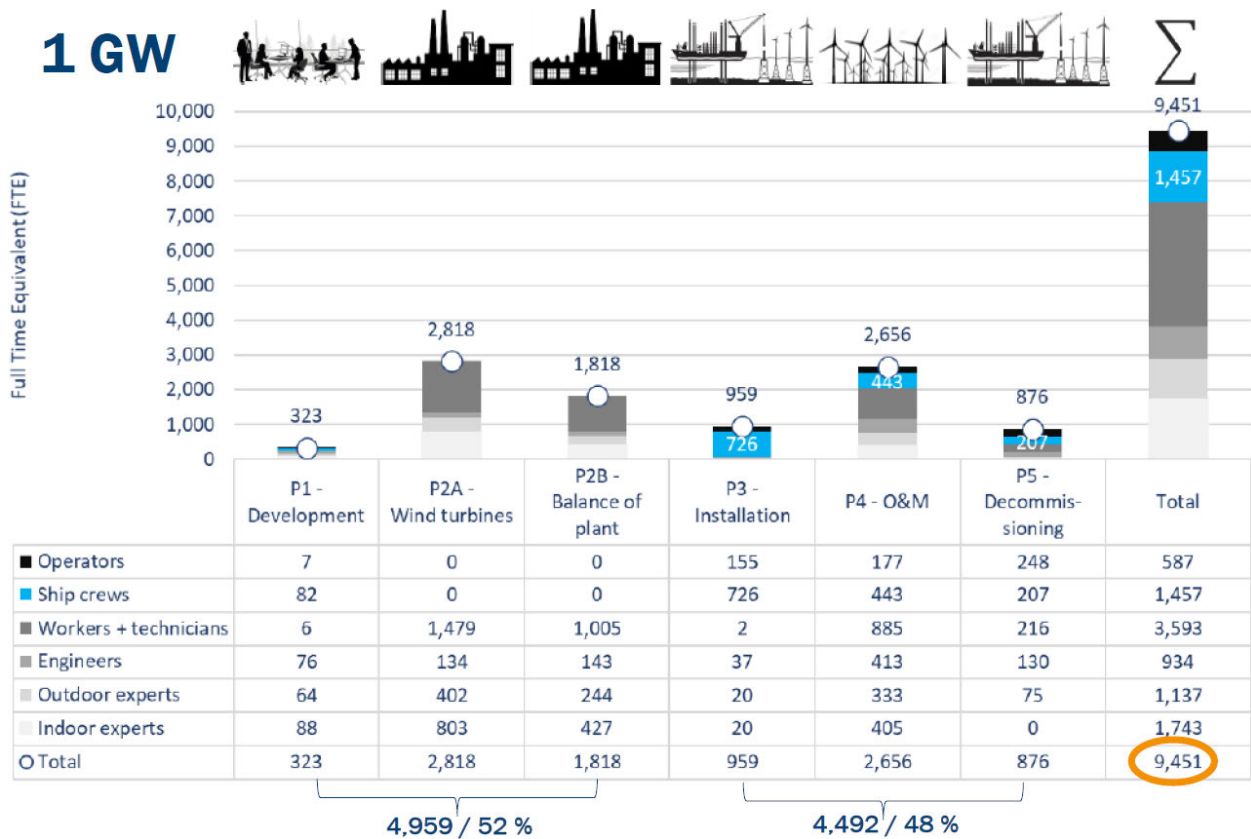 1 GW
Σ
Full Time Equivalent (FTE)
10,000
9,000
8,000
7,000
6,000
5,000
4,000
3,000
2,000
1,000
0
323
2,818
1,818
959
726
2,656
443
876
207
9,451
1,457
P1 - Development
P2A - Wind turbines
P2B - Balance of plant
P3 - Installation
P4 - O&M
P5 - Decommis-sioning
Total
Operators 7 0 0 155 177 248 587
Ship crews 82 0 0 726 443 207 1,457
Workers + technicians 6 1,479 1,005 2 885 216 3,593
Engineers 76 134 143 37 413 130 934
Outdoor experts 64 402 244 20 333 75 1,137
Indoor experts 88 803 427 20 405 0 1,743
Total 323 2,818 1,818 959 2,656 876 9,451
4,959 / 52 %
4,492 / 48 %